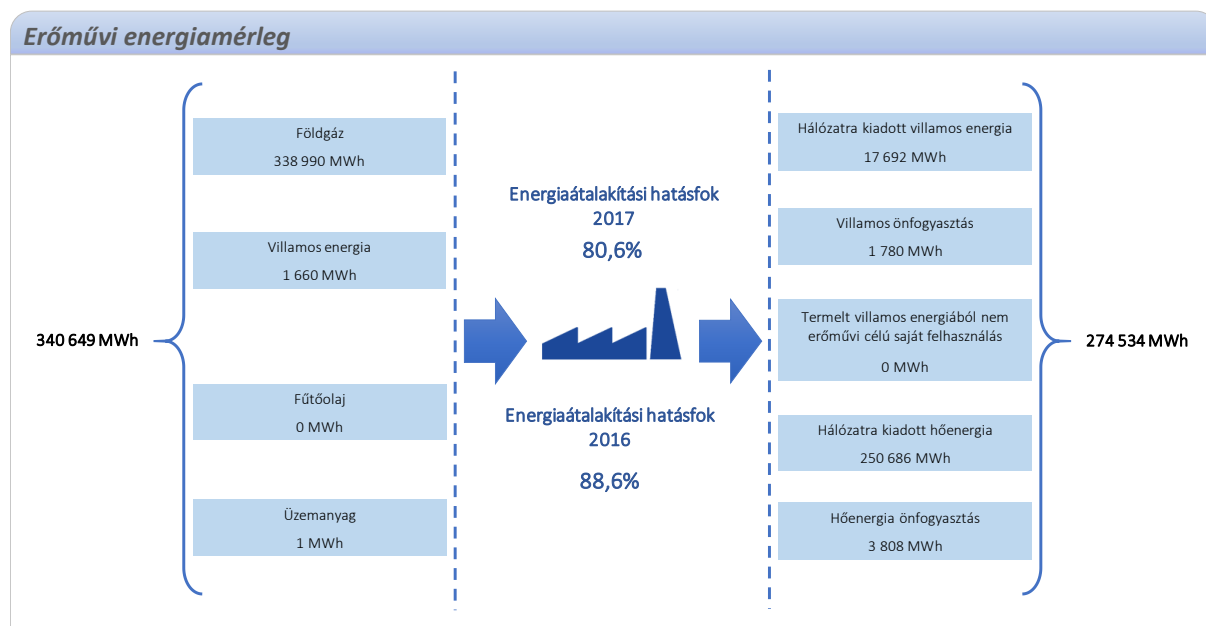 Erőművi energiamérleg
340 649 MWh
Földgáz
338 990 MWh
Villamos energia
1 660 MWh
Fűtőolaj
0 MWh
Üzemanyag
1 MWh
Energiaátalakítási hatásfok
2017
80,6%
Energiaátalakítási hatásfok
2016
88,6%
Hálózatra kiadott villamos energia
17 692 MWh
Villamos önfogyasztás
1 780 MWh
Termelt villamos energiából nem
erőművi célú saját felhasználás
0 MWh
Hálózatra kiadott hőenergia
250 686 MWh
Hőenergia önfogyasztás
3 808 MWh
274 534 MWh